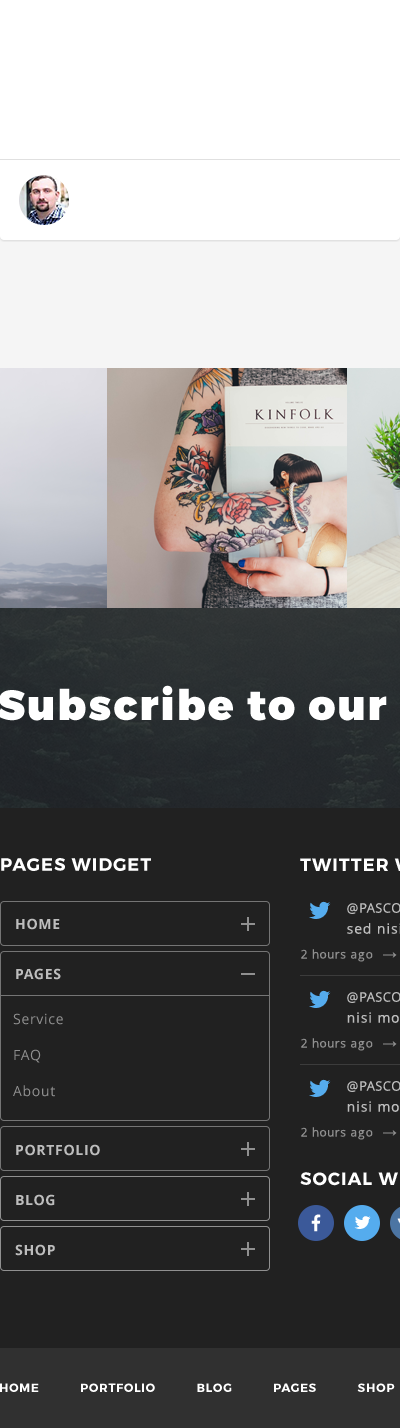 KINFOLK
Subscribe to our
PAGES WIDGET
HOME
PAGES
Service
FAQ
About
PORTFOLIO
BLOG
SHOP
TWITTER W
@PASCO
sed nisi
2 hours ago
@PASCO
nisi mo
2 hours ago
@PASCO
nisi mo
2 hours ago
SOCIAL W
HOME PORTFOLIO BLOG PAGES SHOP